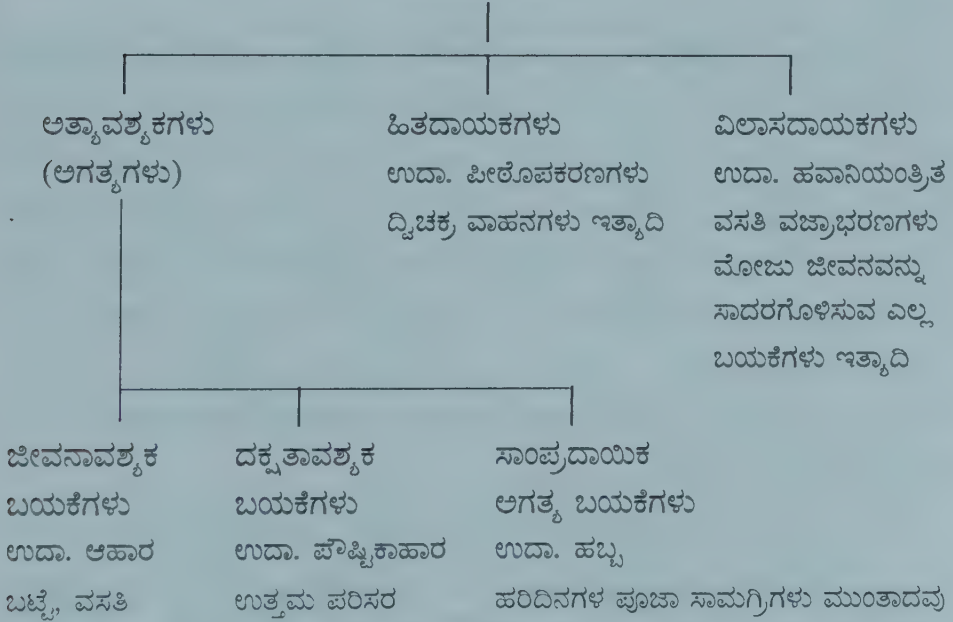 ಅತ್ಯಾವಶ್ಯಕಗಳು
(ಅಗತ್ಯಗಳು)
ಹಿತದಾಯಕಗಳು
ಉದಾ. ಪೀಠೊಪಕರಣಗಳು
ದ್ವಿಚಕ್ರ ವಾಹನಗಳು ಇತ್ಯಾದಿ
ವಿಲಾಸದಾಯಕಗಳು
ಉದಾ. ಹವಾನಿಯಂತ್ರಿತ
ವಸತಿ ವಜ್ರಾಭರಣಗಳು
ಮೋಜು ಜೀವನವನ್ನು
ಸಾದರಗೊಳಿಸುವ ಎಲ್ಲ
ಬಯಕೆಗಳು ಇತ್ಯಾದಿ
ಜೀವನಾವಶ್ಯಕ
ಬಯಕೆಗಳು
ಉದಾ. ಆಹಾರ
ಬಟ್ಟೆ, ವಸತಿ
ದಕ್ಷತಾವಶ್ಯಕ
ಬಯಕೆಗಳು
ಉದಾ. ಪೌಷ್ಟಿಕಾಹಾರ
ಉತ್ತಮ ಪರಿಸರ
ಸಾಂಪ್ರದಾಯಿಕ
ಅಗತ್ಯ ಬಯಕೆಗಳು
ಉದಾ. ಹಬ್ಬ
ಹರಿದಿನಗಳ ಪೂಜಾ ಸಾಮಗ್ರಿಗಳು ಮುಂತಾದವು